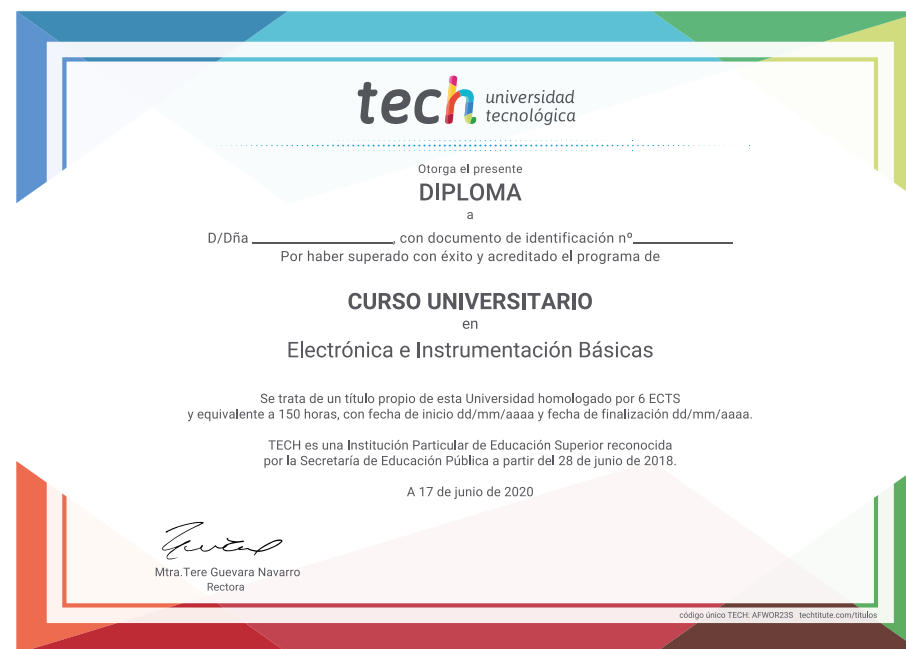 tech universidad
tecnológica
Otorga el presente
DIPLOMA
a
D/Dña ____________________, con documento de identificación nº______________
Por haber superado con éxito y acreditado el programa de
CURSO UNIVERSITARIO
en
Electrónica e Instrumentación Básicas
Se trata de un título propio de esta Universidad homologado por 6 ECTS
y equivalente a 150 horas, con fecha de inicio dd/mm/aaaa y fecha de finalización dd/mm/aaaa.
TECH es una Institución Particular de Educación Superior reconocida
por la Secretaría de Educación Pública a partir del 28 de junio de 2018.
A 17 de junio de 2020
Mtra.Tere Guevara Navarro
Rectora
código único TECH: AFWOR23S techtitute.com/titulos